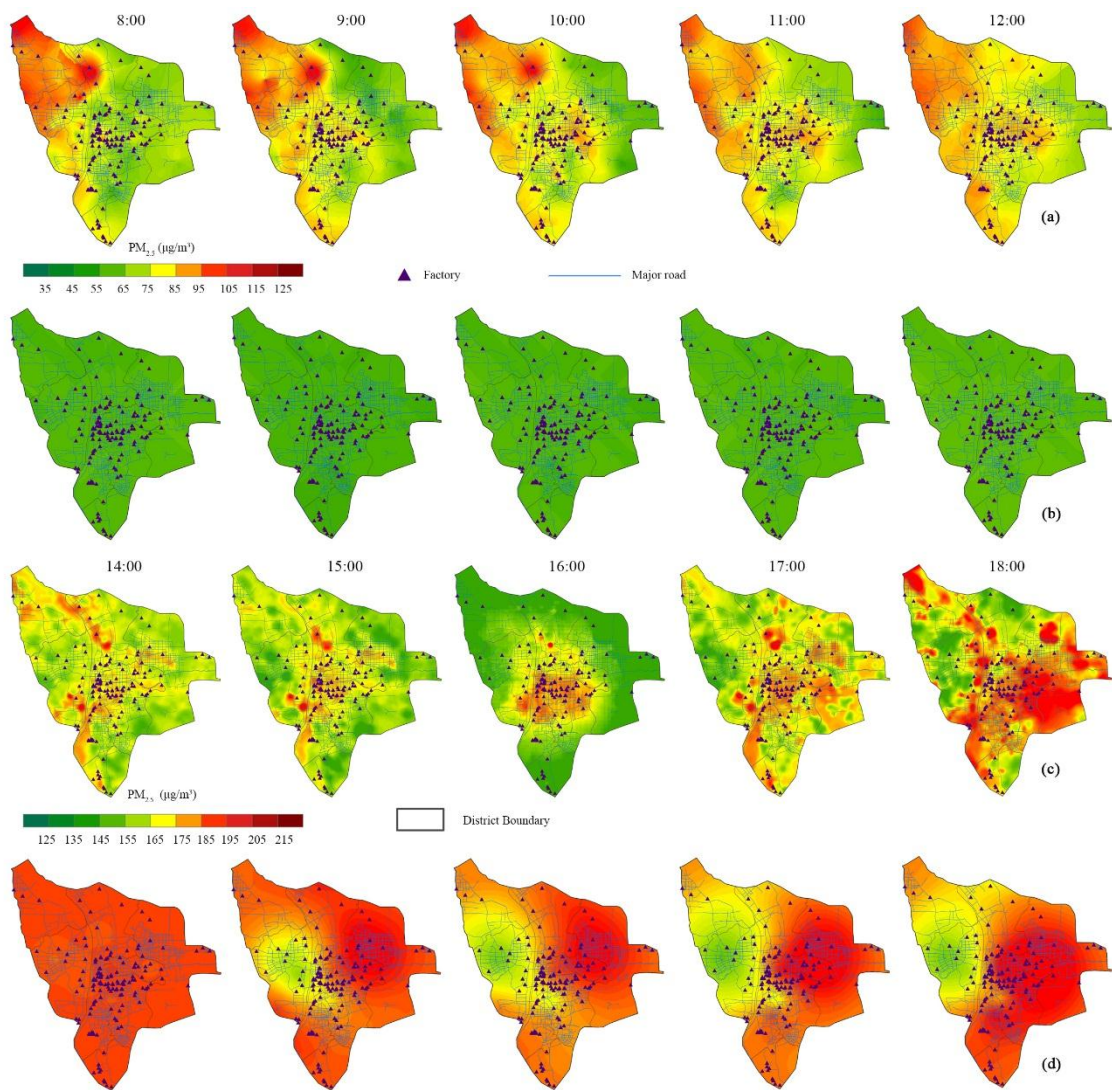 8:00 9:00 10:00 11:00 12:00
(a)
PM2.5 (μg/m³)
Factory Major road
35 45 55 65 75 85 95 105 115 125
(b)
14:00 15:00 16:00 17:00 18:00
(c)
PM2.5 (μg/m³)
District Boundary
125 135 145 155 165 175 185 195 205 215
(d)